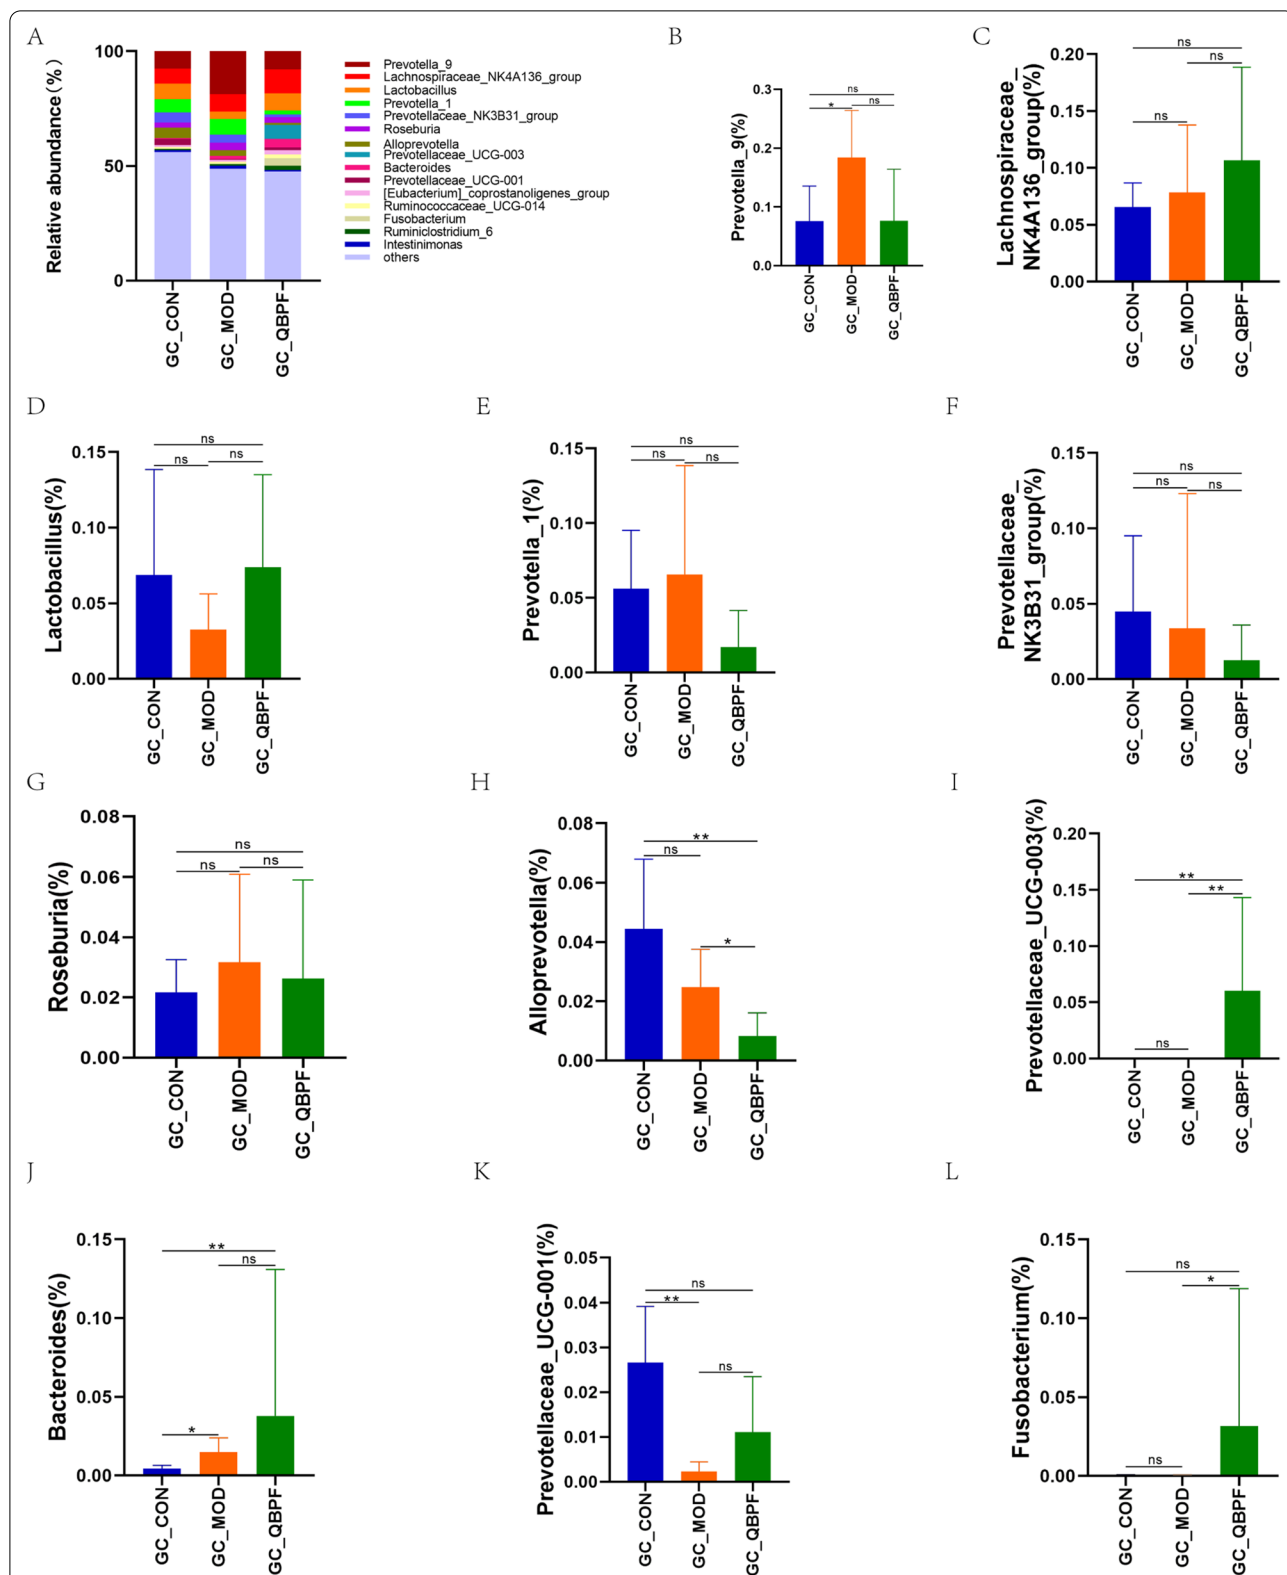 A
Relative abundance(%)
100
50
0
GC_CON
GC_MOD
GC_QBPF
Prevotella_9
Lachnospiraceae_NK4A136_group
Lactobacillus
Prevotella_1
Prevotellaceae_NK3B31_group
Roseburia
Alloprevotella
Prevotellaceae_UCG-003
Bacteroides
Prevotellaceae_UCG-001
[Eubacterium]_coprostanoligenes_group
Ruminococcaceae_UCG-014
Fusobacterium
Ruminiclostridium_6
Intestinimonas
others
B
Prevotella_9(%)
0.3
0.2
0.1
0.0
ns
* ns
GC_CON
GC_MOD
GC_QBPF
C
Lachnospiraceae_
NK4A136_group(%)
0.20
0.15
0.10
0.05
0.00
ns
ns
ns
GC_CON
GC_MOD
GC_QBPF
D
Lactobacillus(%)
0.15
0.10
0.05
0.00
ns
ns ns
GC_CON
GC_MOD
GC_QBPF
E
Prevotella_1(%)
0.15
0.10
0.05
0.00
ns
ns ns
GC_CON
GC_MOD
GC_QBPF
F
Prevotellaceae_
NK3B31_group(%)
0.15
0.10
0.05
0.00
ns
ns ns
GC_CON
GC_MOD
GC_QBPF
G
Roseburia(%)
0.08
0.06
0.04
0.02
0.00
ns
ns ns
GC_CON
GC_MOD
GC_QBPF
H
Alloprevotella(%)
0.08
0.06
0.04
0.02
0.00
**
ns
*
GC_CON
GC_MOD
GC_QBPF
I
Prevotellaceae_UCG-003(%)
0.20
0.15
0.10
0.05
0.00
**
**
ns
GC_CON
GC_MOD
GC_QBPF
J
Bacteroides(%)
0.15
0.10
0.05
0.00
**
ns
*
GC_CON
GC_MOD
GC_QBPF
K
Prevotellaceae_UCG-001(%)
0.05
0.04
0.03
0.02
0.01
0.00
ns
**
ns
GC_CON
GC_MOD
GC_QBPF
L
Fusobacterium(%)
0.15
0.10
0.05
0.00
ns
*
ns
GC_CON
GC_MOD
GC_QBPF